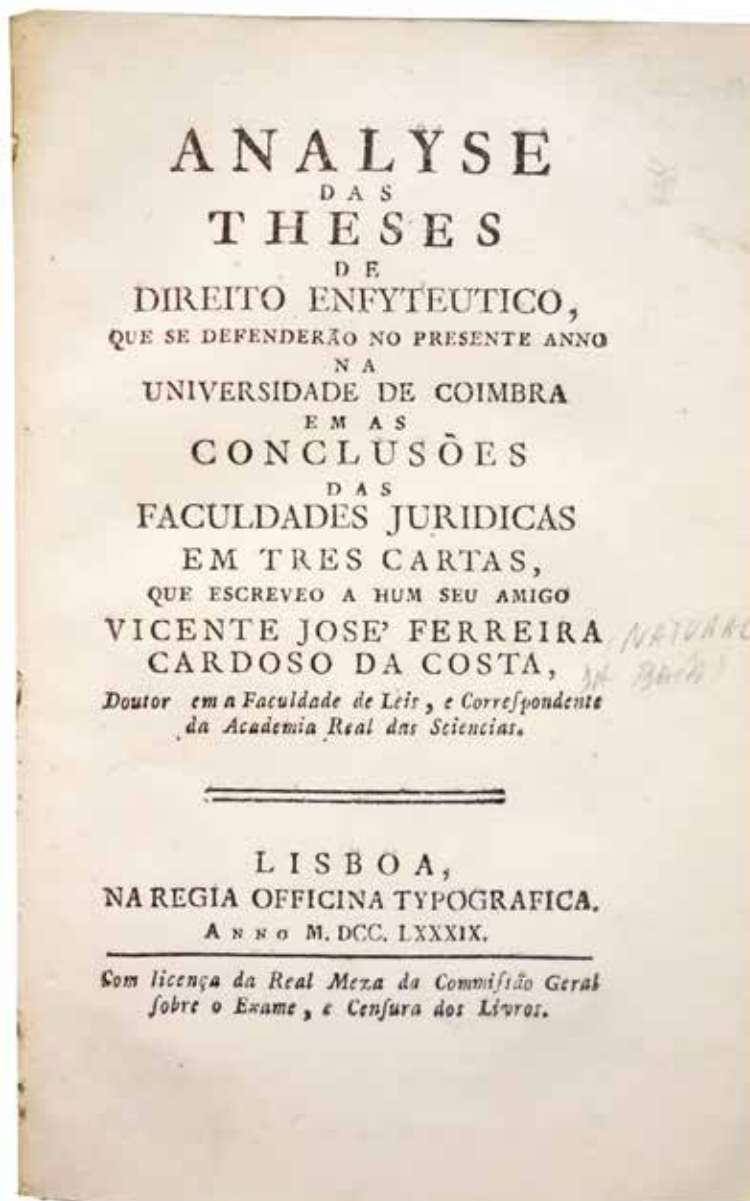 ANALYSE
DAS
THESES
DE
DIREITO ENFYTEUTICO,
QUE SE DEFENDERÃO NO PRESENTE ANNO
NA
UNIVERSIDADE DE COIMBRA
EM AS
CONCLUSÕES
DAS
FACULDADES JURIDICAS
EM TRES CARTAS,
QUE ESCREVEO A HUM SEU AMIGO
VICENTE JOSE' FERREIRA
CARDOSO DA COSTA,
NATURAL
DA BAÍA
Doutor em a Faculdade de Leis, e Correſpondente
da Academia Real das Sciencias.
LISBOA,
NA REGIA OFFICINA TYPOGRAFICA.
ANNO M. DCC. LXXXIX.
Com licença da Real Meza da Commiſsão Geral
ſobre o Exame, e Cenſura dos Livros.